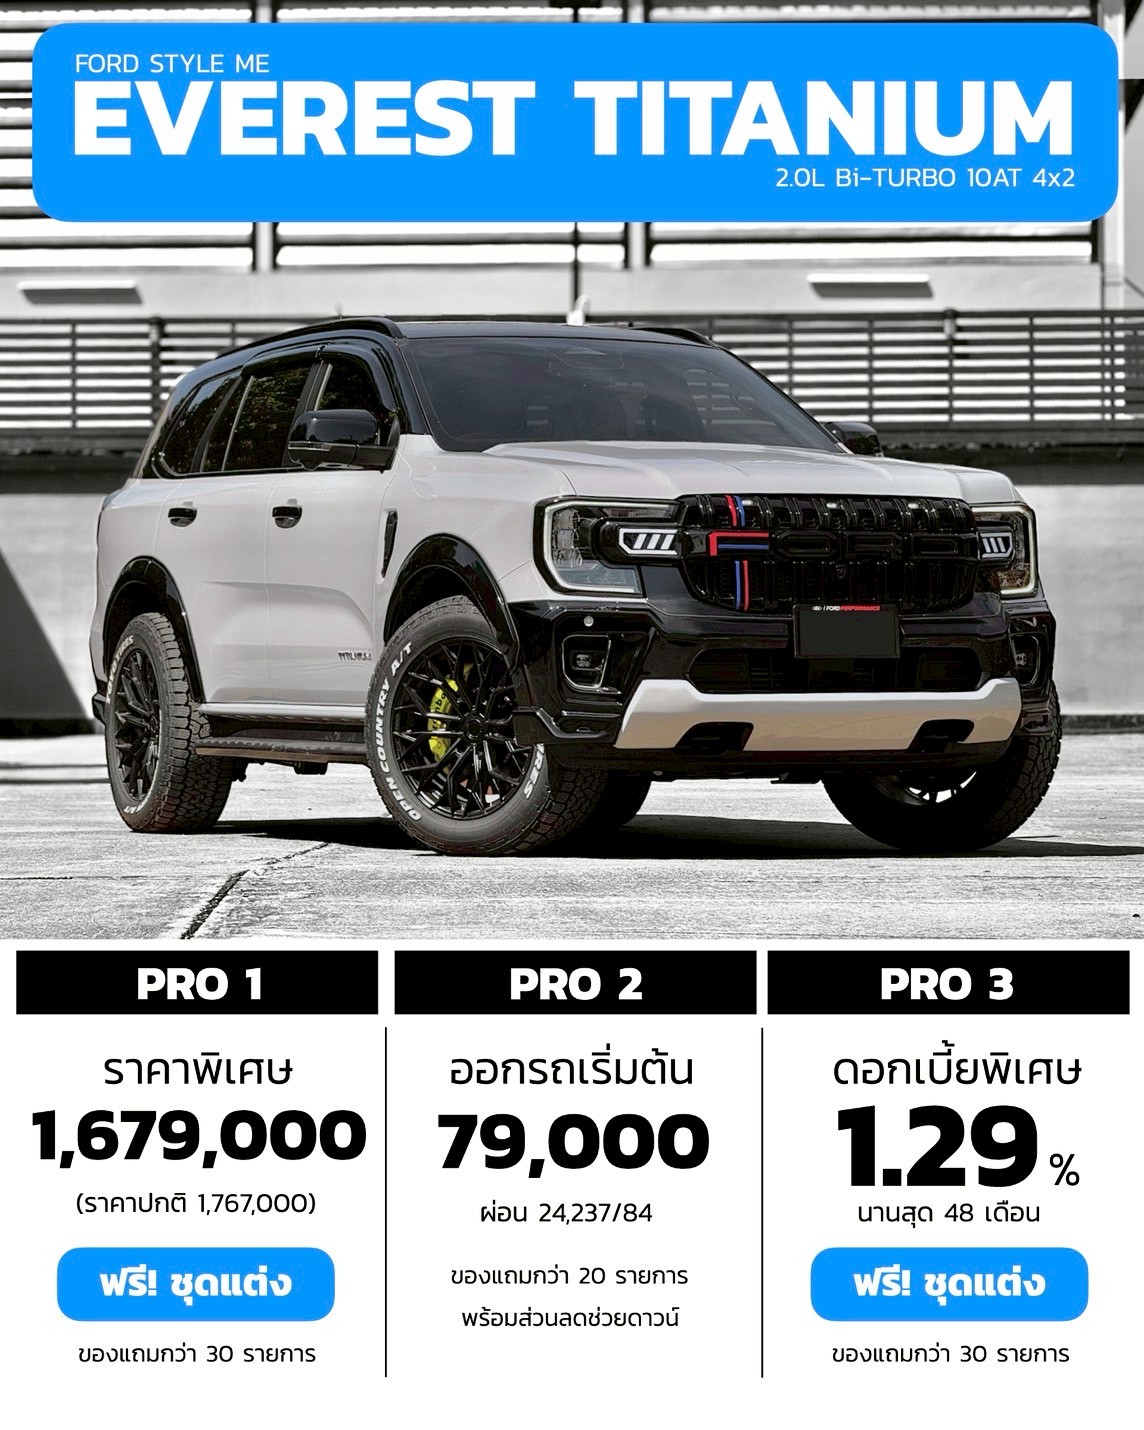 FORD STYLE ME
EVEREST TITANIUM
2.0L Bi-TURBO 10AT 4x2
FORD
FORD PERFORMANCE
OPEN COUNTRY A/T
PRO 1
ราคาพิเศษ
1,679,000
(ราคาปกติ 1,767,000)
ฟรี! ชุดแต่ง
ของแถมกว่า 30 รายการ
PRO 2
ออกรถเริ่มต้น
79,000
ผ่อน 24,237/84
ของแถมกว่า 20 รายการ
พร้อมส่วนลดช่วยดาวน์
PRO 3
ดอกเบี้ยพิเศษ
1.29 %
นานสุด 48 เดือน
ฟรี! ชุดแต่ง
ของแถมกว่า 30 รายการ